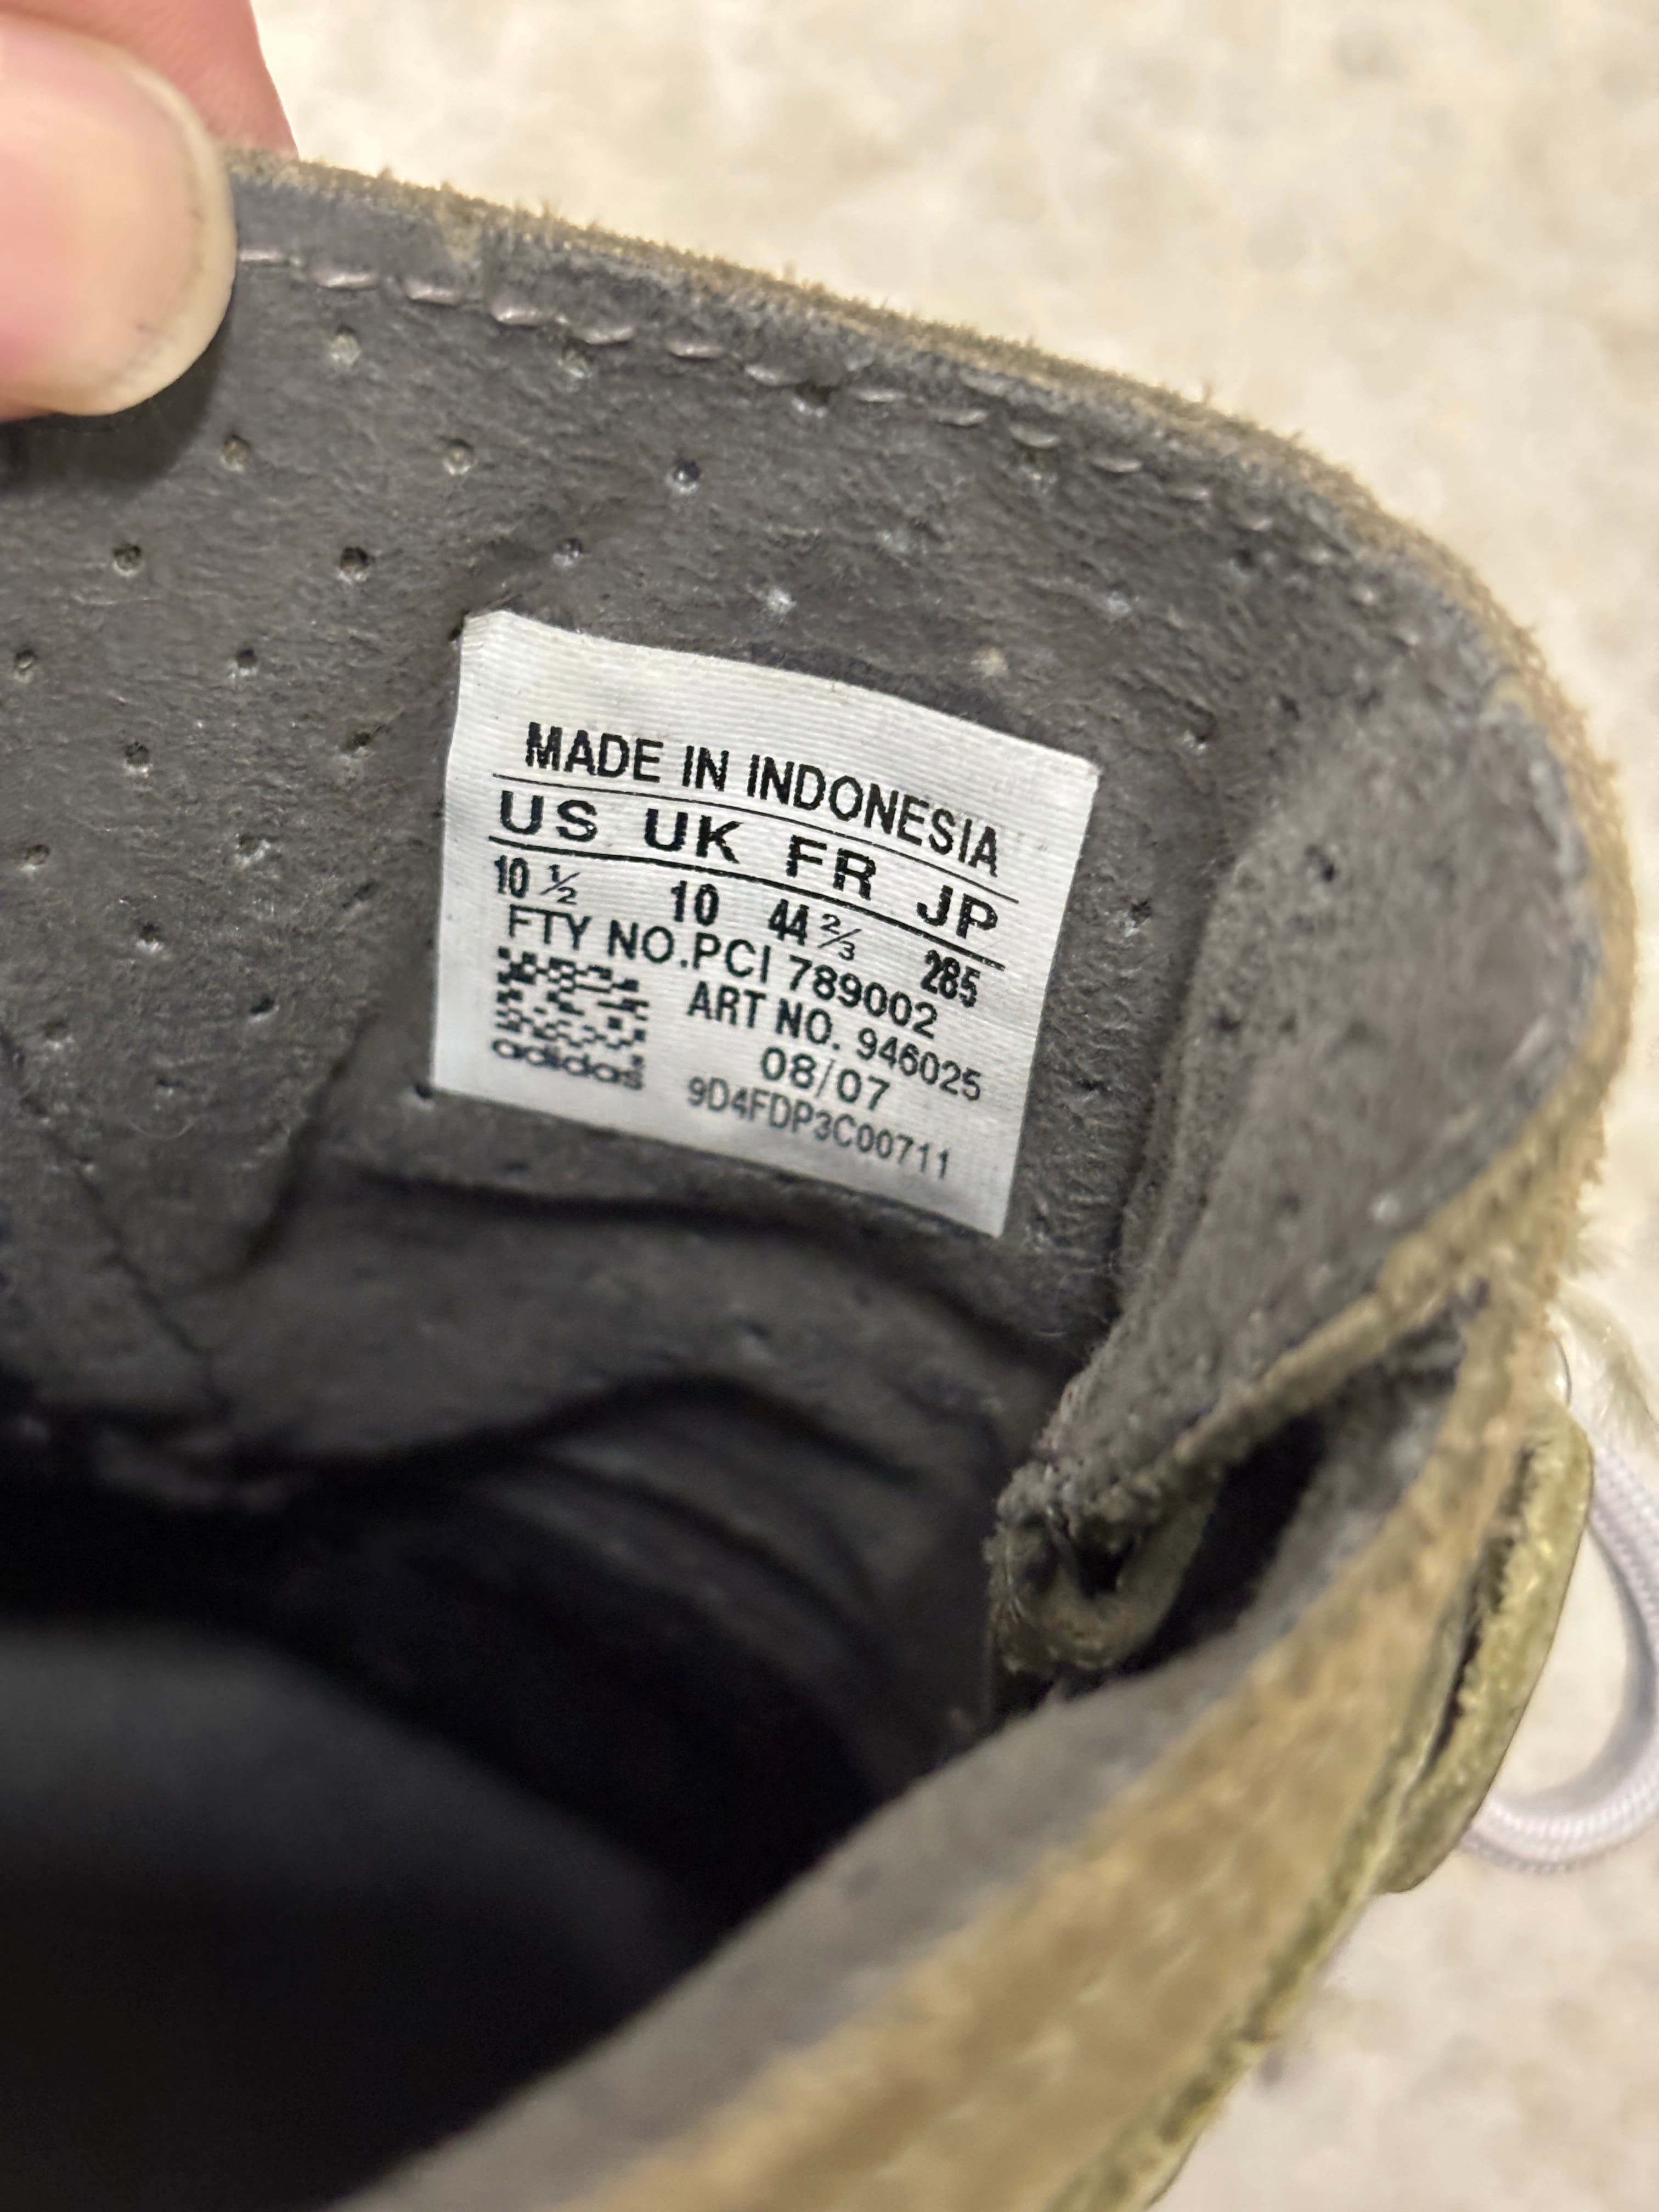 MADE IN INDONESIA
US UK FR JP
10 ½ 10 44 ⅔ 285
FTY NO.PCI 789002
ART NO. 946025
08/07
adidas 9D4FDP3C00711